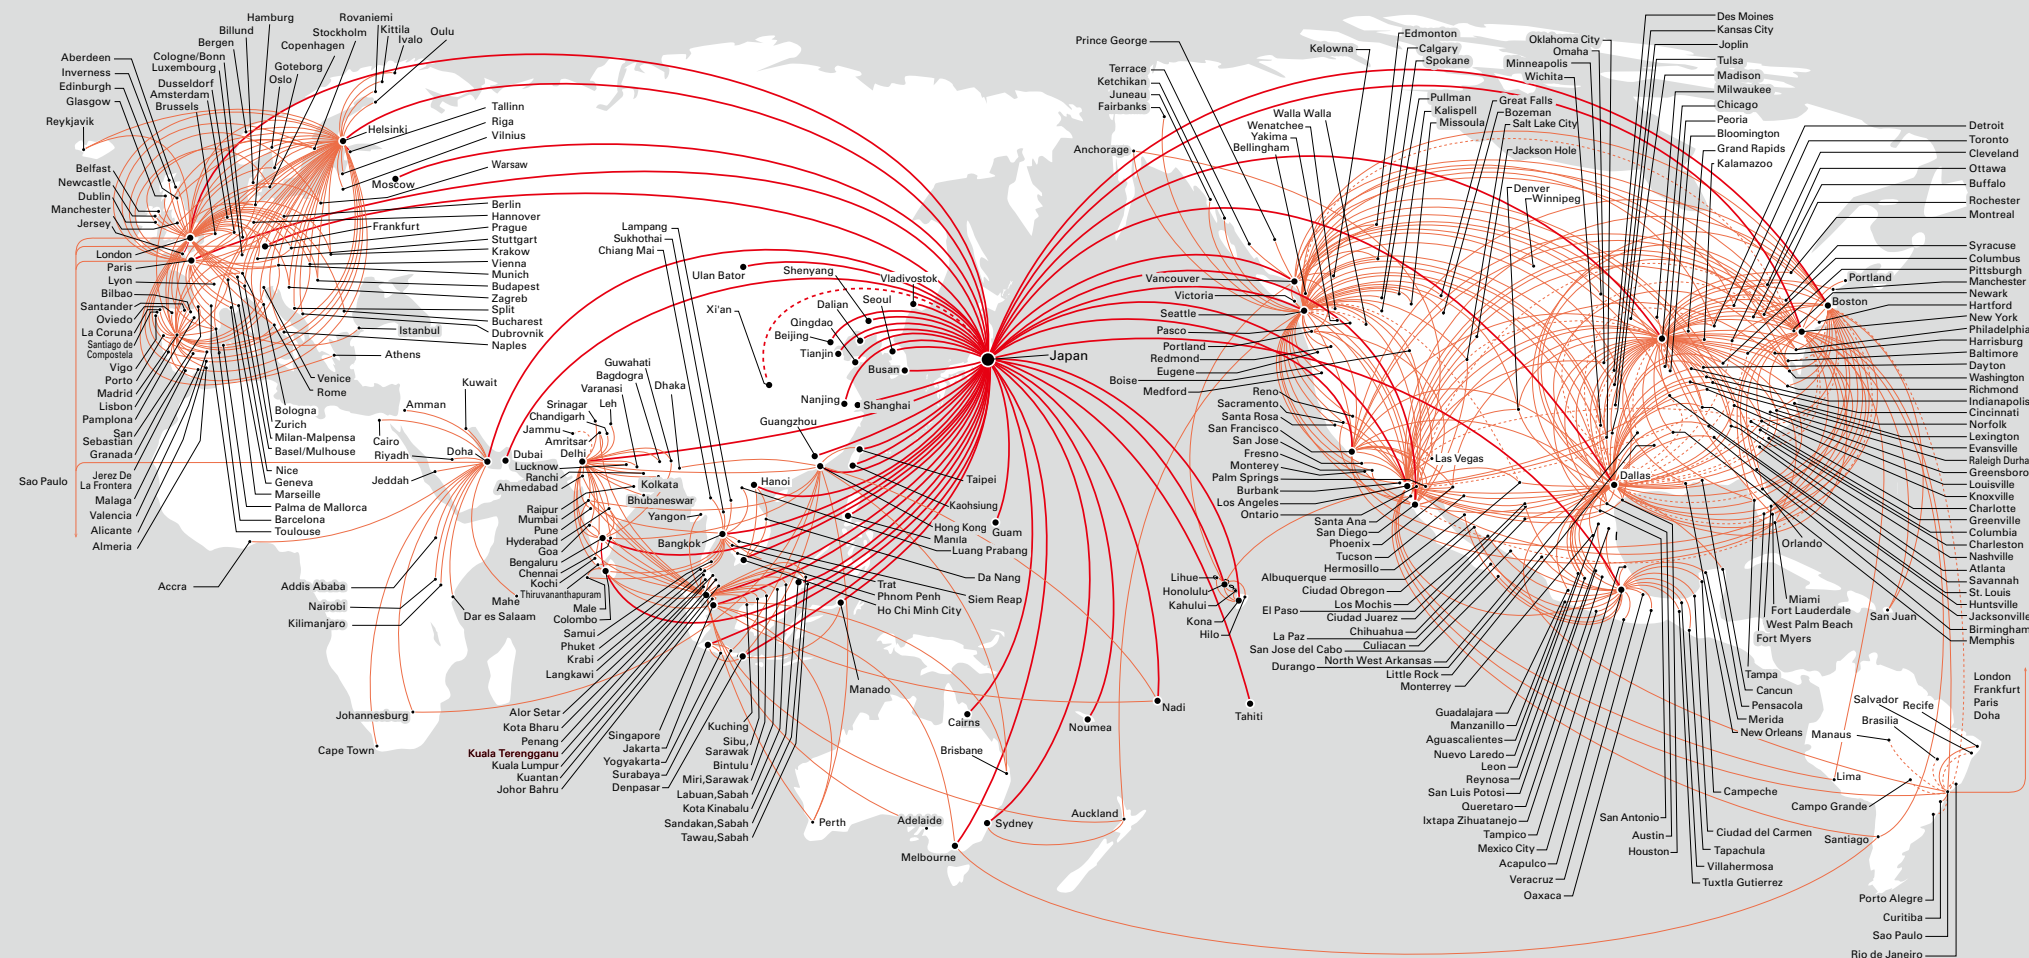 Hamburg
Billund
Bergen
Cologne/Bonn
Luxembourg
Dusseldorf
Amsterdam
Brussels
Rovaniemi
Kittila
Ivalo
Oulu
Stockholm
Copenhagen
Goteborg
Oslo
Aberdeen
Inverness
Edinburgh
Glasgow
Reykjavik
Belfast
Newcastle
Dublin
Manchester
Jersey
London
Paris
Lyon
Bilbao
Santander
Oviedo
La Coruna
Santiago de
Compostela
Vigo
Porto
Madrid
Lisbon
Pamplona
San
Sebastian
Granada
Jerez De
La Frontera
Malaga
Valencia
Alicante
Almeria
Sao Paulo
Helsinki
Moscow
Tallinn
Riga
Vilnius
Warsaw
Berlin
Hannover
Frankfurt
Prague
Stuttgart
Krakow
Vienna
Munich
Budapest
Zagreb
Split
Bucharest
Dubrovnik
Naples
Istanbul
Athens
Venice
Rome
Bologna
Zurich
Milan-Malpensa
Basel/Mulhouse
Nice
Geneva
Marseille
Palma de Mallorca
Barcelona
Toulouse
Amman
Kuwait
Cairo
Riyadh
Doha
Dubai
Jeddah
Accra
Addis Ababa
Nairobi
Kilimanjaro
Mahe
Dar es Salaam
Johannesburg
Cape Town
Lampang
Sukhothai
Chiang Mai
Ulan Bator
Xi'an
Shenyang
Vladivostok
Dalian
Seoul
Qingdao
Beijing
Tianjin
Busan
Nanjing
Shanghai
Japan
Guangzhou
Guwahati
Bagdogra
Varanasi
Dhaka
Srinagar
Leh
Chandigarh
Jammu
Amritsar
Delhi
Lucknow
Ranchi
Ahmedabad
Kolkata
Bhubaneswar
Yangon
Raipur
Mumbai
Pune
Hyderabad
Goa
Bengaluru
Chennai
Kochi
Thiruvananthapuram
Male
Colombo
Samui
Phuket
Krabi
Langkawi
Bangkok
Hanoi
Taipei
Kaohsiung
Hong Kong
Manila
Luang Prabang
Guam
Da Nang
Siem Reap
Trat
Phnom Penh
Ho Chi Minh City
Manado
Alor Setar
Kota Bharu
Penang
Kuala Terengganu
Kuala Lumpur
Kuantan
Johor Bahru
Singapore
Jakarta
Yogyakarta
Surabaya
Denpasar
Kuching
Sibu,
Sarawak
Bintulu
Miri,Sarawak
Labuan,Sabah
Kota Kinabalu
Sandakan,Sabah
Tawau,Sabah
Perth
Adelaide
Melbourne
Sydney
Brisbane
Cairns
Noumea
Nadi
Tahiti
Auckland
Prince George
Terrace
Ketchikan
Juneau
Fairbanks
Anchorage
Kelowna
Edmonton
Calgary
Spokane
Walla Walla
Wenatchee
Yakima
Bellingham
Pullman
Kalispell
Missoula
Great Falls
Bozeman
Salt Lake City
Jackson Hole
Denver
Winnipeg
Oklahoma City
Omaha
Minneapolis
Wichita
Des Moines
Kansas City
Joplin
Tulsa
Madison
Milwaukee
Chicago
Peoria
Bloomington
Grand Rapids
Kalamazoo
Vancouver
Victoria
Seattle
Pasco
Portland
Redmond
Eugene
Boise
Medford
Reno
Sacramento
Santa Rosa
San Francisco
San Jose
Fresno
Monterey
Palm Springs
Burbank
Los Angeles
Ontario
Las Vegas
Santa Ana
San Diego
Phoenix
Tucson
Hermosillo
Albuquerque
Ciudad Obregon
Los Mochis
El Paso
Ciudad Juarez
Chihuahua
La Paz
Culiacan
San Jose del Cabo
North West Arkansas
Durango
Little Rock
Monterrey
Lihue
Honolulu
Kahului
Kona
Hilo
Dallas
Guadalajara
Manzanillo
Aguascalientes
Nuevo Laredo
Leon
Reynosa
San Luis Potosi
Queretaro
Ixtapa Zihuatanejo
Tampico
Mexico City
Acapulco
Veracruz
Oaxaca
San Antonio
Austin
Houston
Campeche
Ciudad del Carmen
Tapachula
Villahermosa
Tuxtla Gutierrez
Tampa
Cancun
Pensacola
Merida
New Orleans
Orlando
Miami
Fort Lauderdale
West Palm Beach
Fort Myers
San Juan
Detroit
Toronto
Cleveland
Ottawa
Buffalo
Rochester
Montreal
Syracuse
Columbus
Pittsburgh
Portland
Manchester
Newark
Boston
Hartford
New York
Philadelphia
Harrisburg
Baltimore
Dayton
Washington
Richmond
Indianapolis
Cincinnati
Norfolk
Lexington
Evansville
Raleigh Durha
Greensboro
Louisville
Knoxville
Charlotte
Greenville
Columbia
Charleston
Nashville
Atlanta
Savannah
St. Louis
Huntsville
Jacksonville
Birmingham
Memphis
London
Frankfurt
Paris
Doha
Salvador
Recife
Brasilia
Manaus
Lima
Campo Grande
Santiago
Porto Alegre
Curitiba
Sao Paulo
Rio de Janeiro